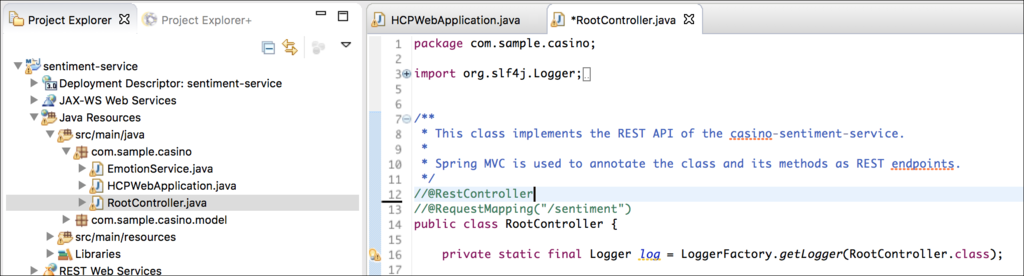 Project Explorer
Project Explorer+
sentiment-service
Deployment Descriptor: sentiment-service
JAX-WS Web Services
Java Resources
src/main/java
com.sample.casino
EmotionService.java
HCPWebApplication.java
RootController.java
com.sample.casino.model
src/main/resources
Libraries
REST Web Services
HCPWebApplication.java
*RootController.java
1 package com.sample.casino;
2
3 import org.slf4j.Logger;
5
6
7 /**
8 * This class implements the REST API of the casino-sentiment-service.
9 *
10 * Spring MVC is used to annotate the class and its methods as REST endpoints.
11 */
12 //@RestController
13 //@RequestMapping("/sentiment")
14 public class RootController {
15
16 private static final Logger log = LoggerFactory.getLogger(RootController.class);
17